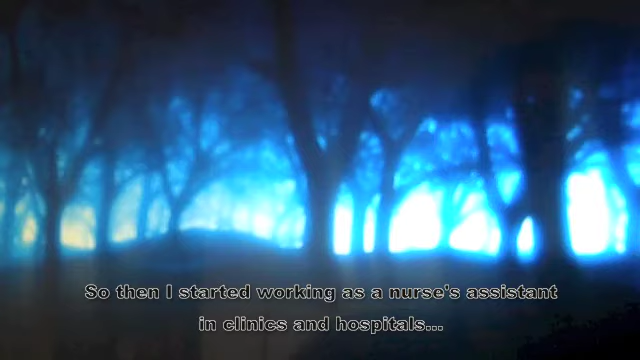 So then I started working as a nurse's assistant
in clinics and hospitals...